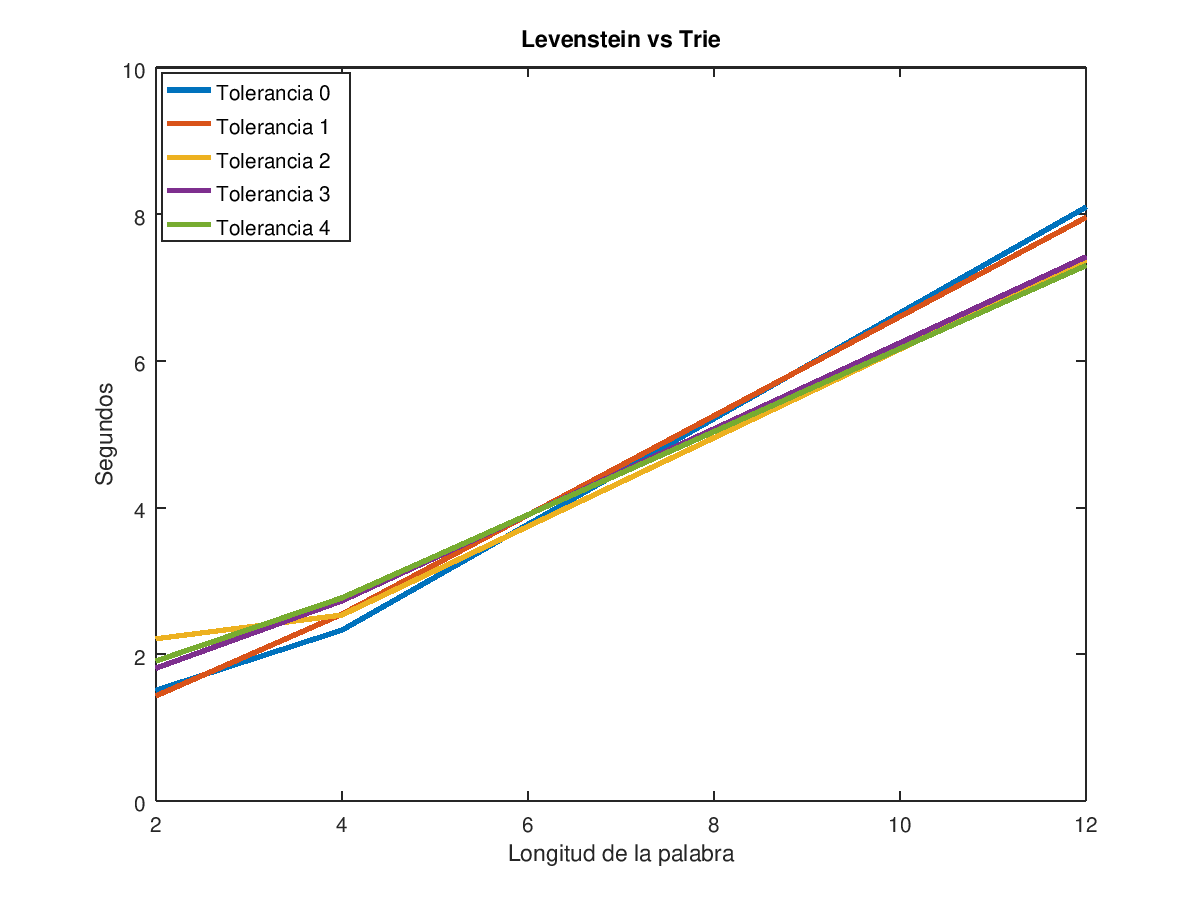 Levenstein vs Trie
10
8
6
4
2
0
Tolerancia 0
Tolerancia 1
Tolerancia 2
Tolerancia 3
Tolerancia 4
Segundos
2 4 6 8 10 12
Longitud de la palabra